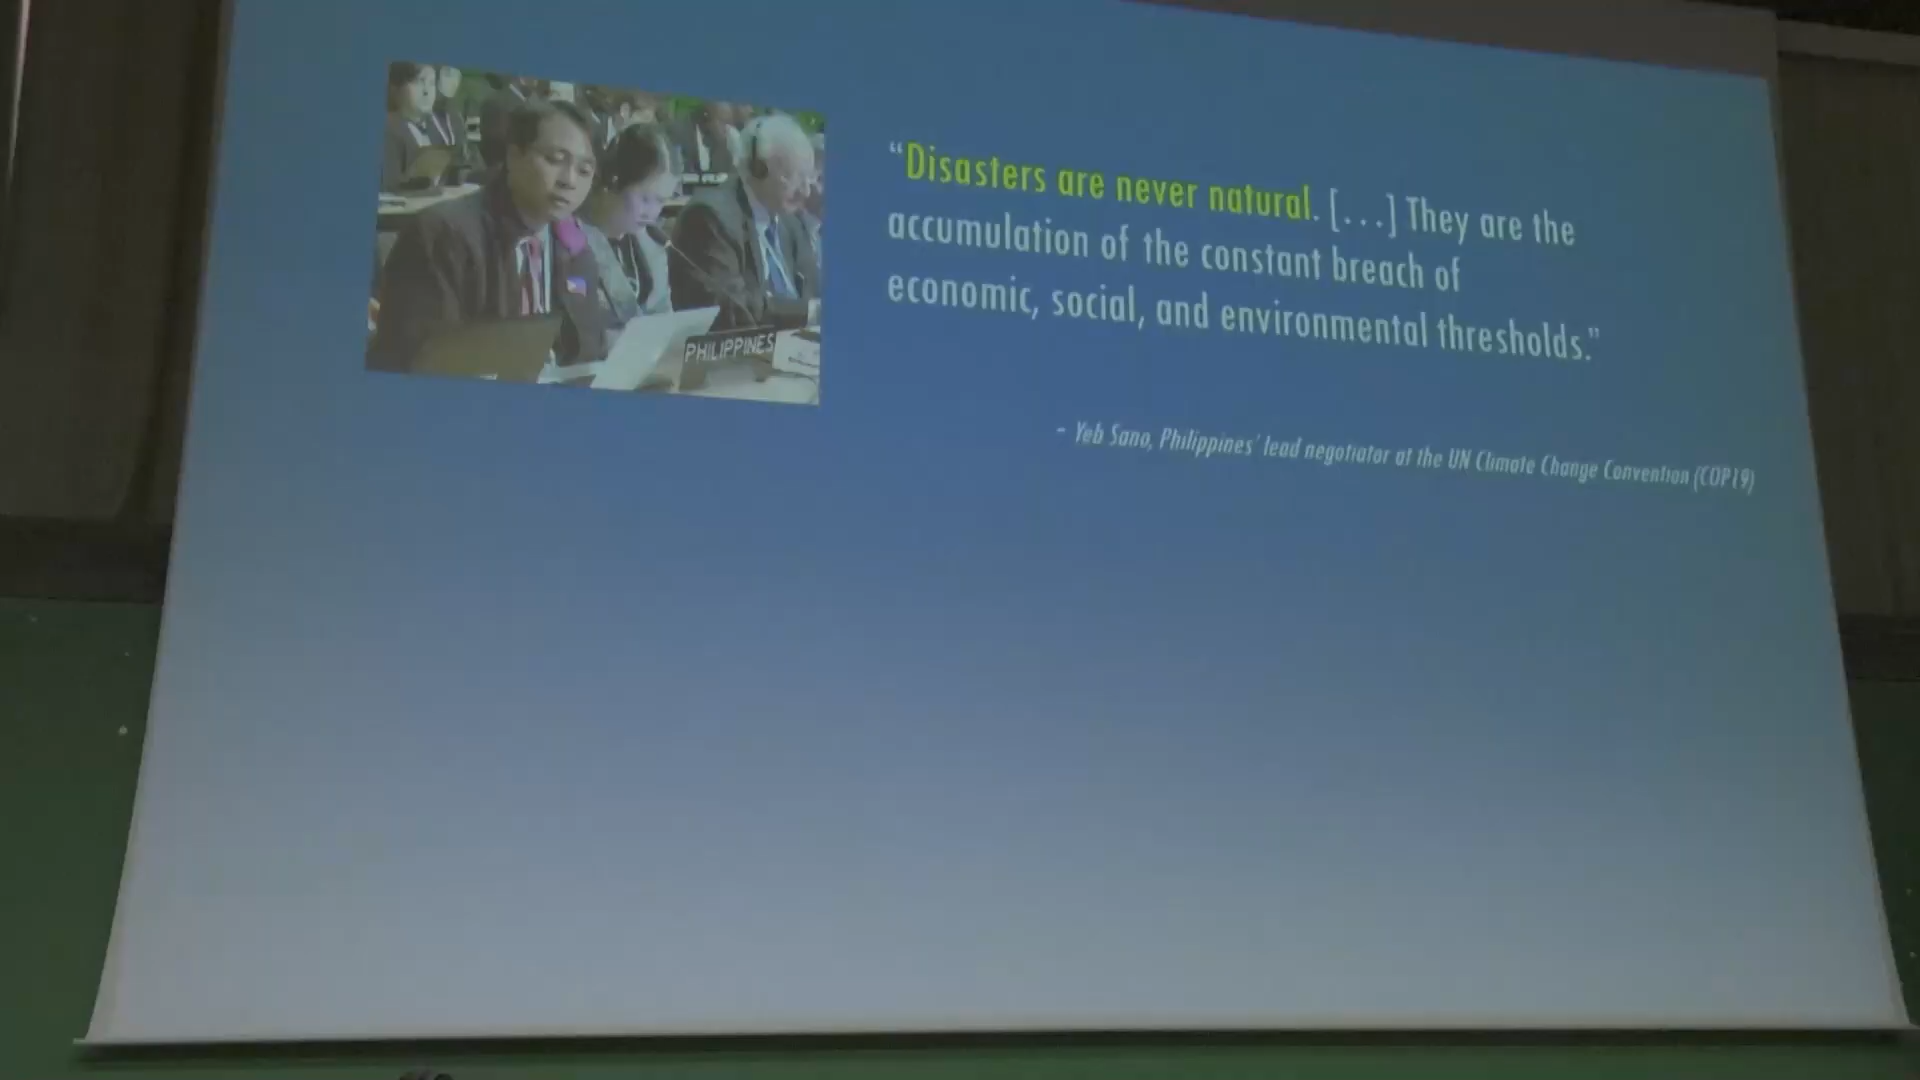 PHILIPPINES
“Disasters are never natural. [...] They are the
accumulation of the constant breach of
economic, social, and environmental thresholds.”
- Yeb Sano, Philippines’ lead negotiator at the UN Climate Change Convention (COP19)